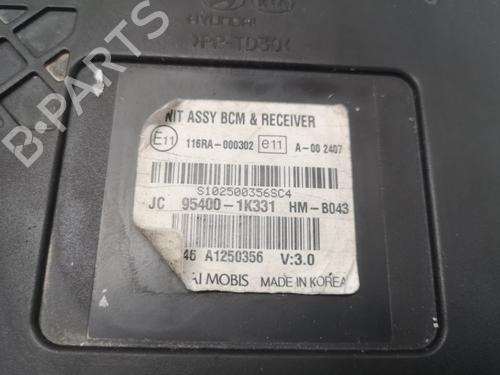 HYUNDAI
KIA
>PP-TD30<
B-PARTS
NIT ASSY BCM & RECEIVER
E11 116RA-000302 e11 A-00 2407
S102500356SC4
JC 95400-1K331 HM-B043
46 A1250356 V:3.0
AI MOBIS MADE IN KOREA